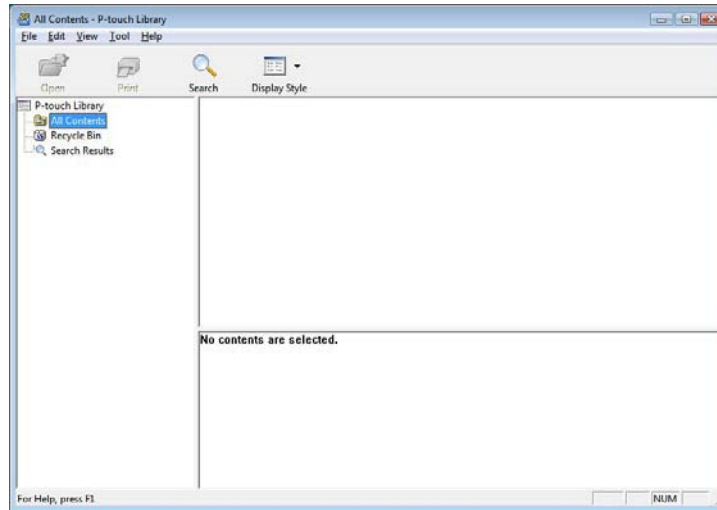 All Contents - P-touch Library
File Edit View Tool Help
Open Print Search Display Style
P-touch Library
All Contents
Recycle Bin
Search Results
No contents are selected.
For Help, press F1
NUM